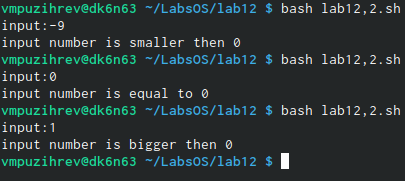 vmpuzihrev@dk6n63 ~/LabsOS/lab12 $ bash lab12,2.sh
input:-9
input number is smaller then 0
vmpuzihrev@dk6n63 ~/LabsOS/lab12 $ bash lab12,2.sh
input:0
input number is equal to 0
vmpuzihrev@dk6n63 ~/LabsOS/lab12 $ bash lab12,2.sh
input:1
input number is bigger then 0
vmpuzihrev@dk6n63 ~/LabsOS/lab12 $